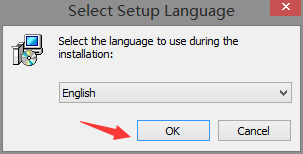 Select Setup Language
Select the language to use during the
installation:
English
OK
Cancel